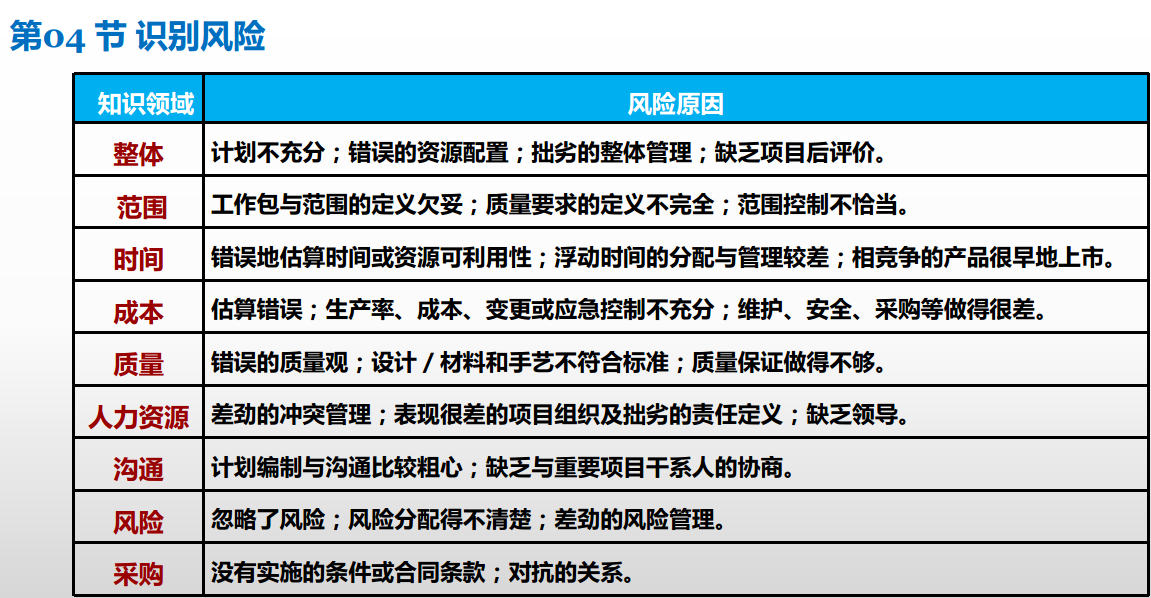 第04 节 识别风险
知识领域 风险原因
整体 计划不充分；错误的资源配置；拙劣的整体管理；缺乏项目后评价。
范围 工作包与范围的定义欠妥；质量要求的定义不完全；范围控制不恰当。
时间 错误地估算时间或资源可利用性；浮动时间的分配与管理较差；相竞争的产品很早地上市。
成本 估算错误；生产率、成本、变更或应急控制不充分；维护、安全、采购等做得很差。
质量 错误的质量观；设计 / 材料和手艺不符合标准；质量保证做得不够。
人力资源 差劲的冲突管理；表现很差的项目组织及拙劣的责任定义；缺乏领导。
沟通 计划编制与沟通比较粗心；缺乏与重要项目干系人的协商。
风险 忽略了风险；风险分配得不清楚；差劲的风险管理。
采购 没有实施的条件或合同条款；对抗的关系。